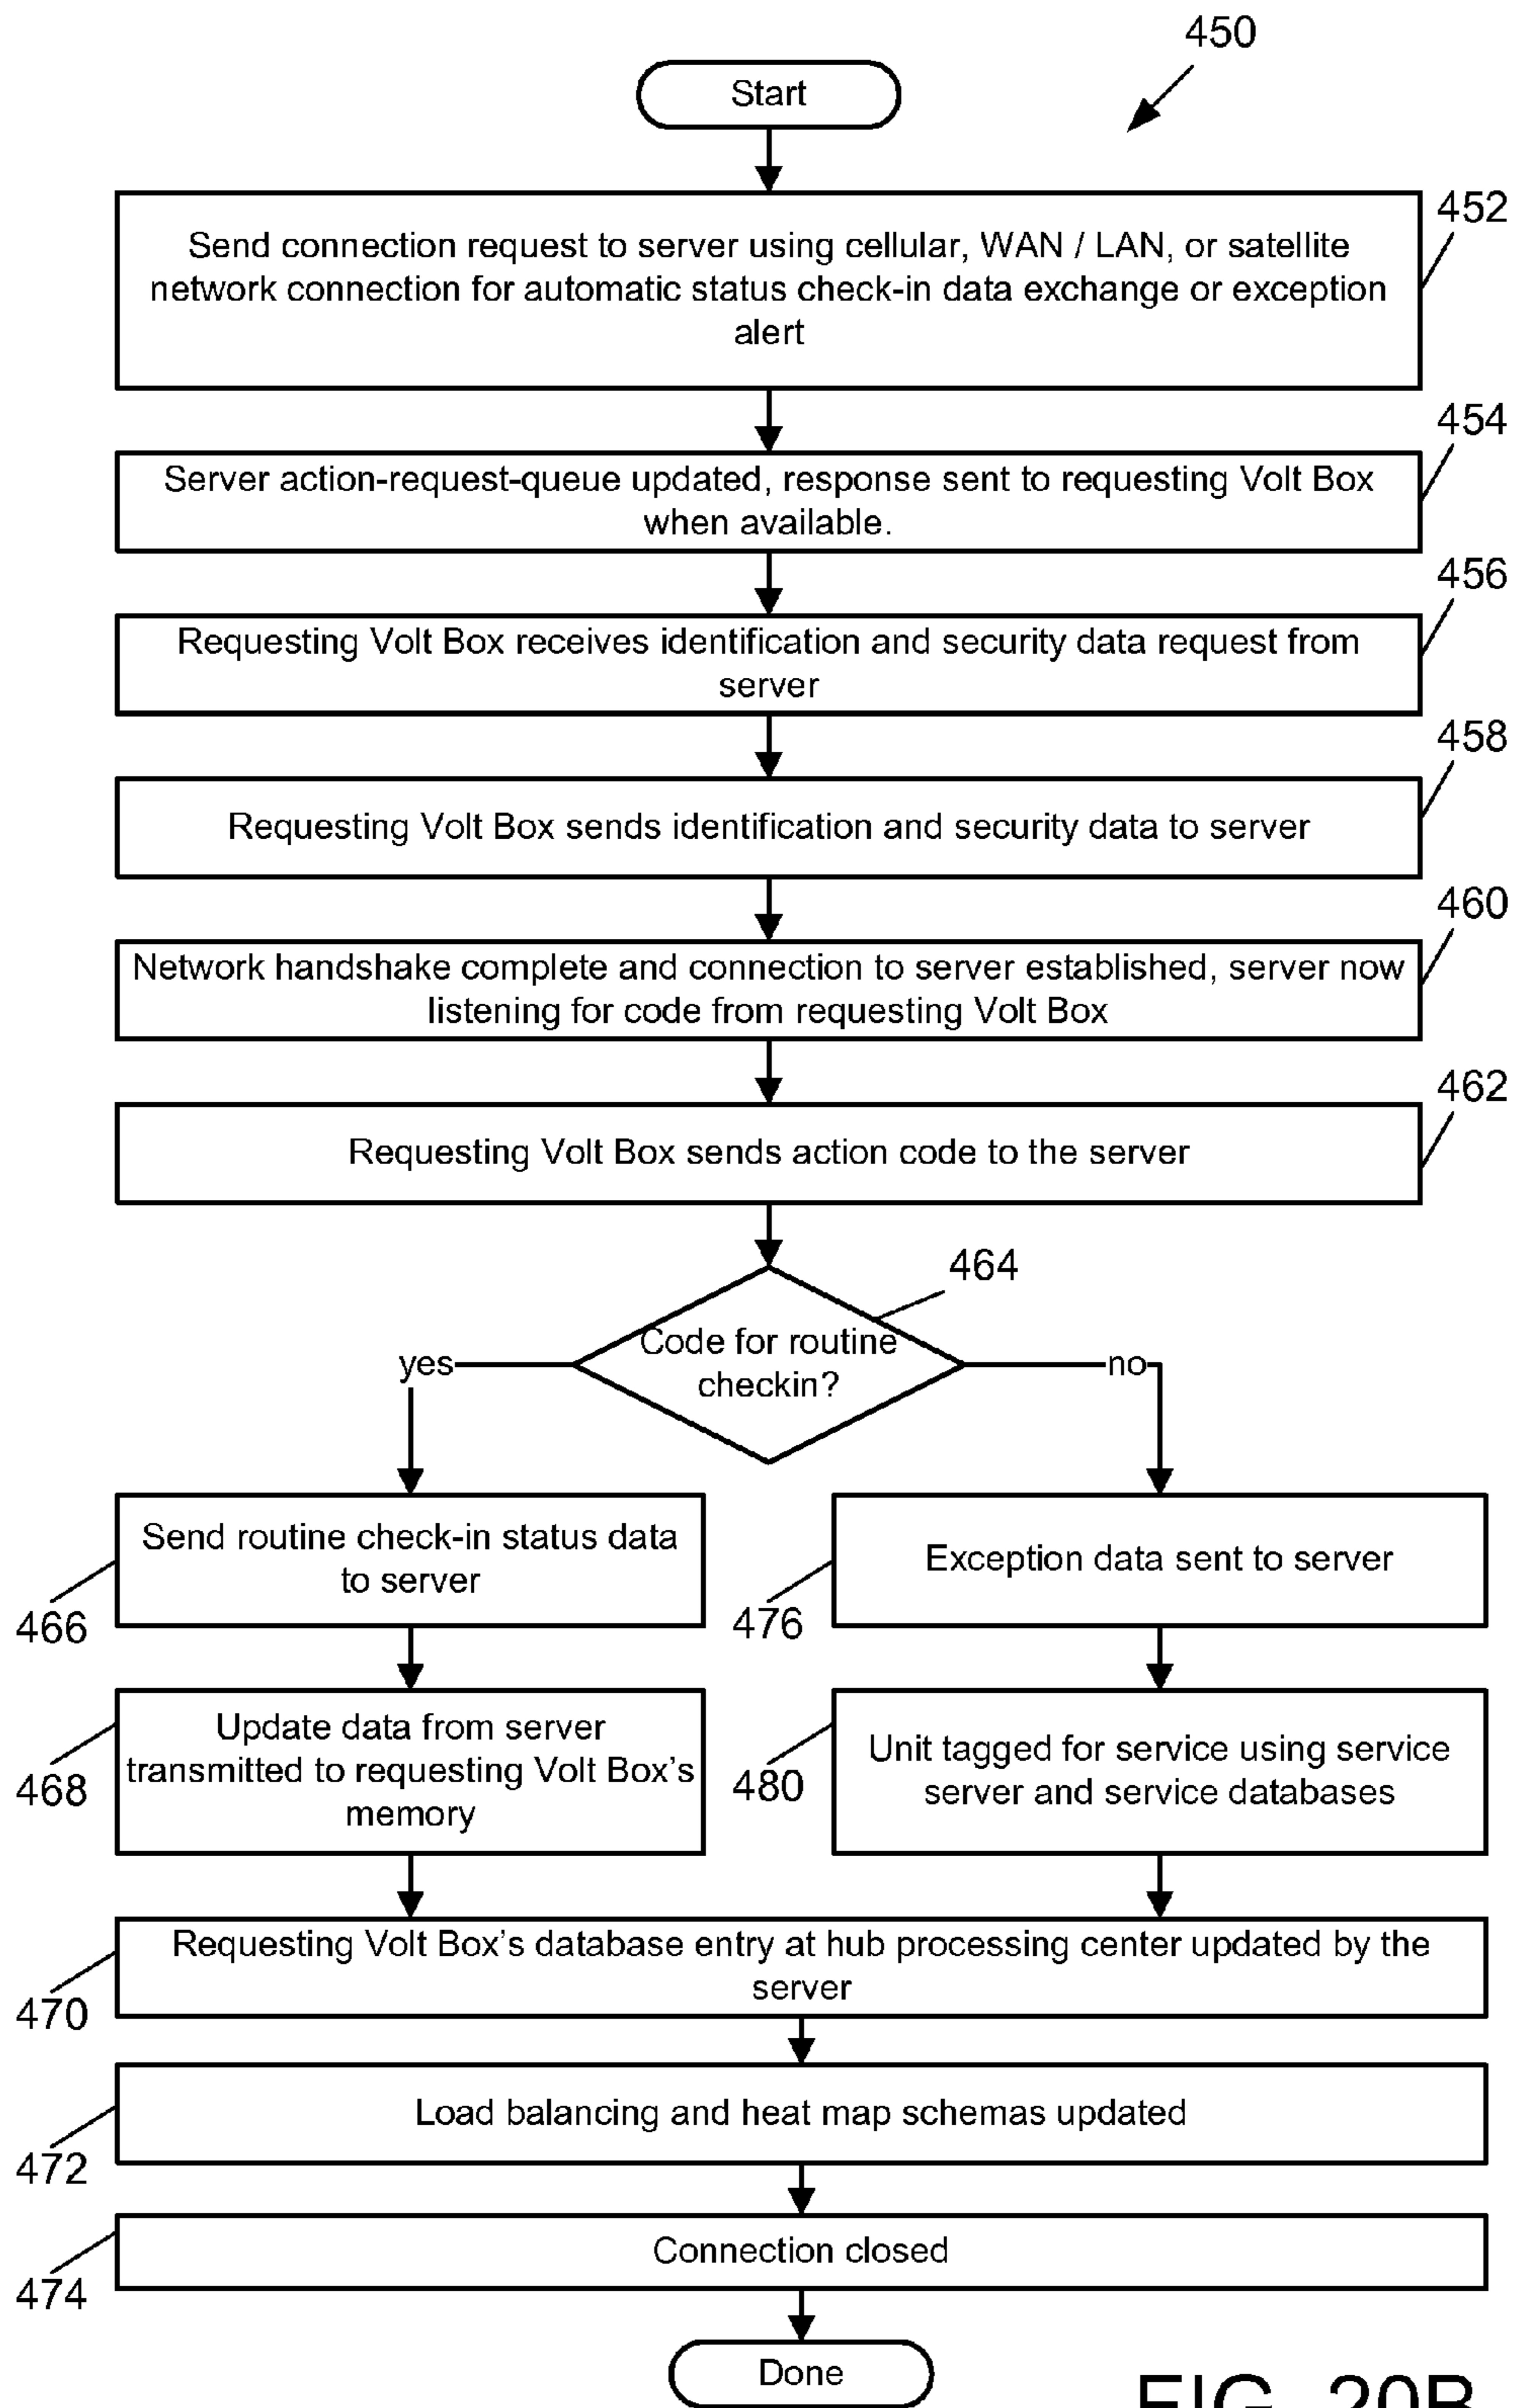 450
Start
452
Send connection request to server using cellular, WAN / LAN, or satellite
network connection for automatic status check-in data exchange or exception
alert
454
Server action-request-queue updated, response sent to requesting Volt Box
when available.
456
Requesting Volt Box receives identification and security data request from
server
458
Requesting Volt Box sends identification and security data to server
460
Network handshake complete and connection to server established, server now
listening for code from requesting Volt Box
462
Requesting Volt Box sends action code to the server
464
Code for routine
checkin?
yes
no
Send routine check-in status data
to server
466
Exception data sent to server
476
Update data from server
transmitted to requesting Volt Box's
memory
468
Unit tagged for service using service
server and service databases
480
Requesting Volt Box's database entry at hub processing center updated by the
server
470
Load balancing and heat map schemas updated
472
Connection closed
474
Done
FIG. 20B